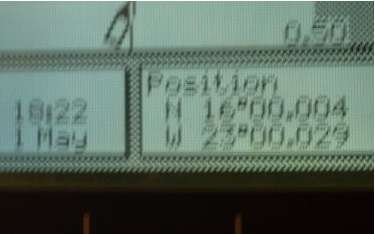 0.50
Position
18:22
N 16°00.004
1 May
W 23°00.029